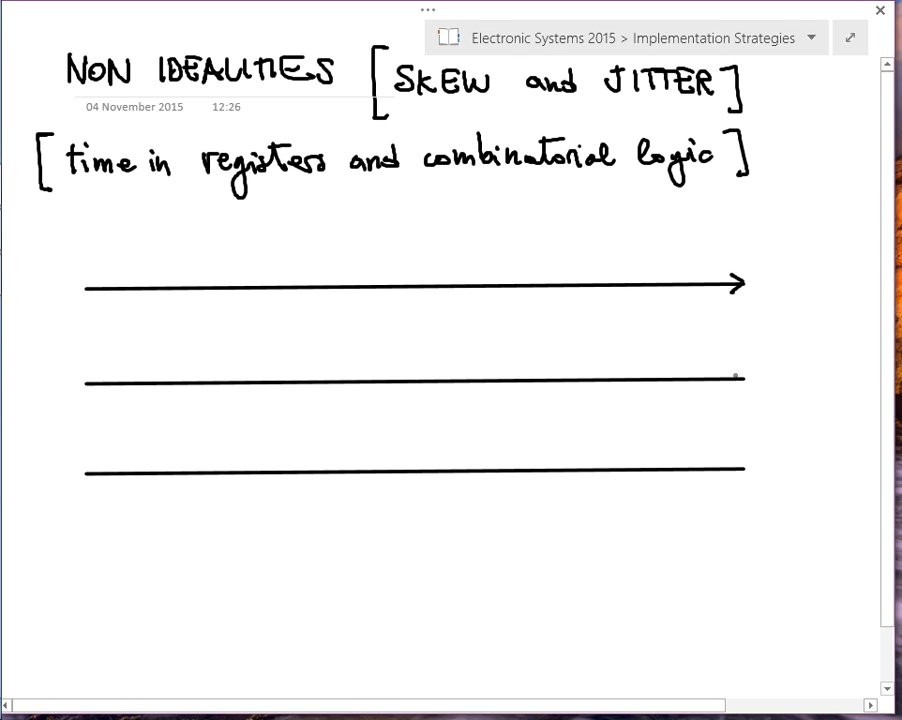 Electronic Systems 2015 > Implementation Strategies
NON IDEALITIES [SKEW and JITTER]
04 November 2015 12:26
[time in registers and combinatorial logic]